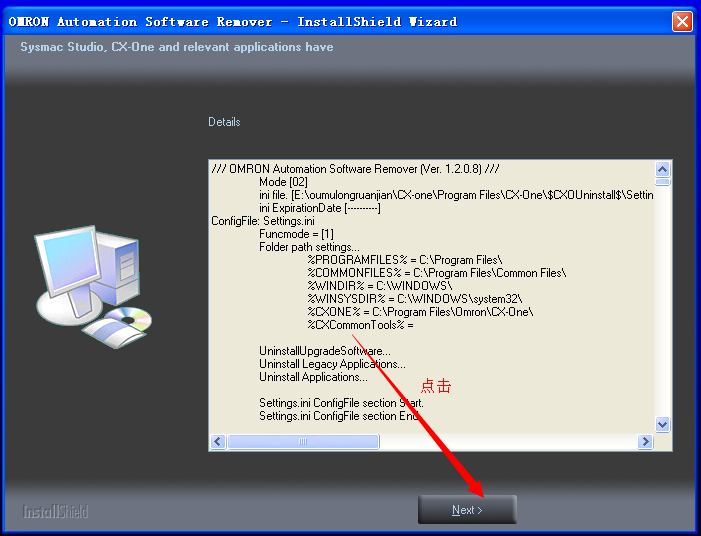 OMRON Automation Software Remover - InstallShield Wizard
Sysmac Studio, CX-One and relevant applications have
Details
/// OMRON Automation Software Remover (Ver. 1.2.0.8) ///
Mode [02]
ini file. [E:\oumulongruanjian\CX-one\Program Files\CX-One\$CXOUninstall$\Settin
ini ExpirationDate [----------]
ConfigFile: Settings.ini
Funcmode = [1]
Folder path settings...
%PROGRAMFILES% = C:\Program Files\
%COMMONFILES% = C:\Program Files\Common Files\
%WINDIR% = C:\WINDOWS\
%WINSYSDIR% = C:\WINDOWS\system32\
%CXONE% = C:\Program Files\Omron\CX-One\
%CXCommonTools% =
UninstallUpgradeSoftware...
Uninstall Legacy Applications...
Uninstall Applications...
点击
Settings.ini ConfigFile section Start.
Settings.ini ConfigFile section End
InstallShield
Next >